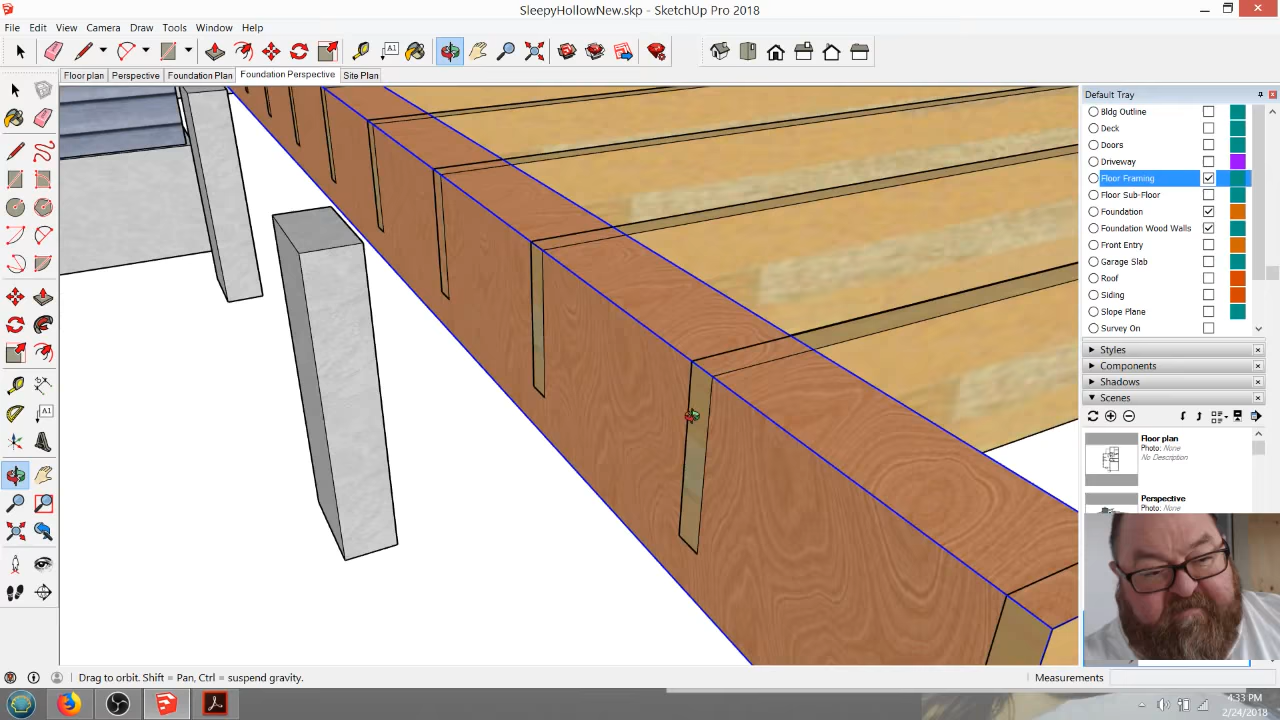 SleepyHollowNew.skp - SketchUp Pro 2018
File Edit View Camera Draw Tools Window Help
A1
Floor plan Perspective Foundation Plan Foundation Perspective Site Plan
Default Tray
Bldg Outline
Deck
Doors
Driveway
Floor Framing
Floor Sub-Floor
Foundation
Foundation Wood Walls
Front Entry
Garage Slab
Roof
Siding
Slope Plane
Survey On
Styles
Components
Shadows
Scenes
Floor plan
Photo: None
No Description
Perspective
Photo: None
A1
Drag to orbit. Shift = Pan, Ctrl = suspend gravity.
Measurements
4:33 PM
2/24/2018